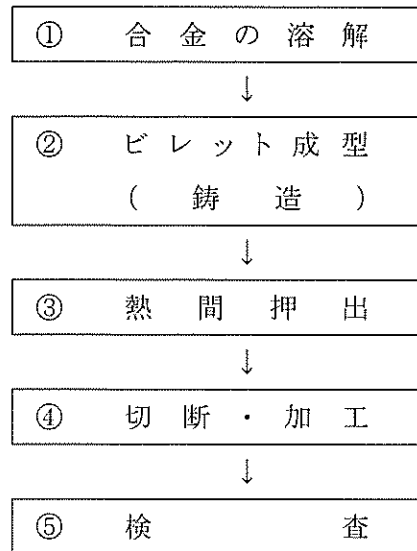 ① 合金の溶解
↓
② ビレット成型
(鋳造)
↓
③ 熱間押出
↓
④ 切断・加工
↓
⑤ 検査